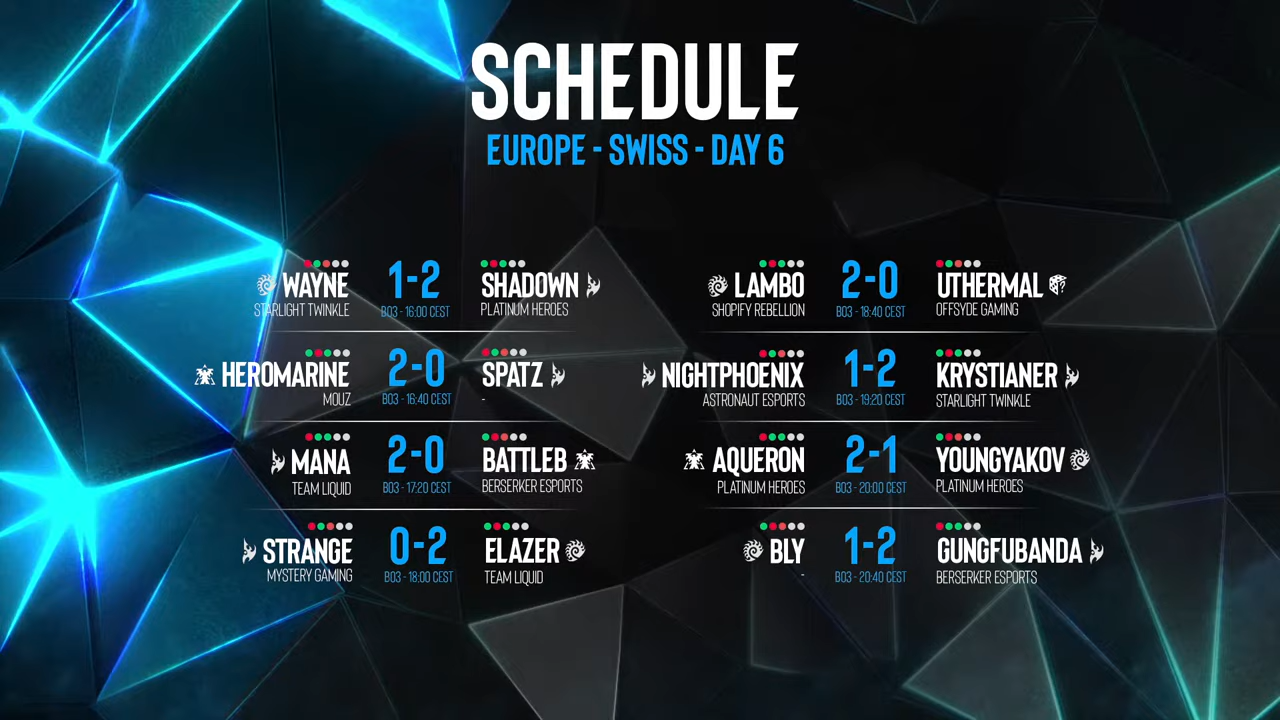 SCHEDULE
EUROPE - SWISS - DAY 6
WAYNE 1-2 SHADOWN
STARLIGHT TWINKLE BO3 - 16:00 CEST PLATINUM HEROES
HEROMARINE 2-0 SPATZ
MOUZ BO3 - 16:40 CEST -
MANA 2-0 BATTLEB
TEAM LIQUID BO3 - 17:20 CEST BERSERKER ESPORTS
STRANGE 0-2 ELAZER
MYSTERY GAMING BO3 - 18:00 CEST TEAM LIQUID
LAMBO 2-0 UTHERMAL
SHOPIFY REBELLION BO3 - 18:40 CEST OFFSYDE GAMING
NIGHTPHOENIX 1-2 KRYSTIANER
ASTRONAUT ESPORTS BO3 - 19:20 CEST STARLIGHT TWINKLE
AQUERON 2-1 YOUNGYAKOV
PLATINUM HEROES BO3 - 20:00 CEST PLATINUM HEROES
BLY 1-2 GUNGFUBANDA
- BO3 - 20:40 CEST BERSERKER ESPORTS